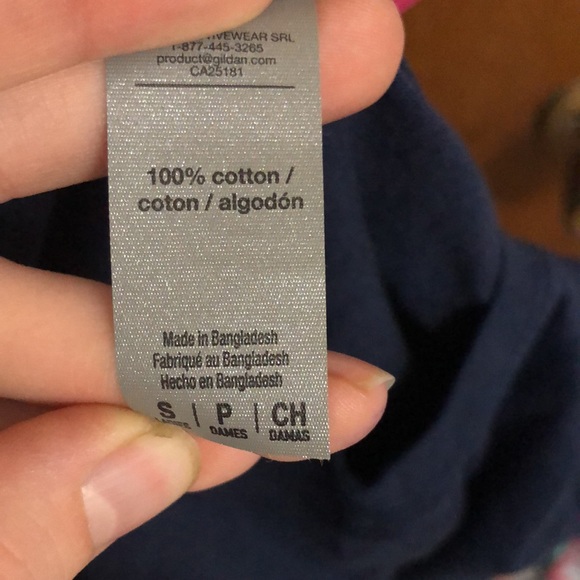 SRL
1-877-445-3265
product@gildan.com
CA25181
100% cotton /
coton / algodón
Made in Bangladesh
Fabriqué au Bangladesh
Hecho en Bangladesh
S | P | CH
DAMES DAMAS